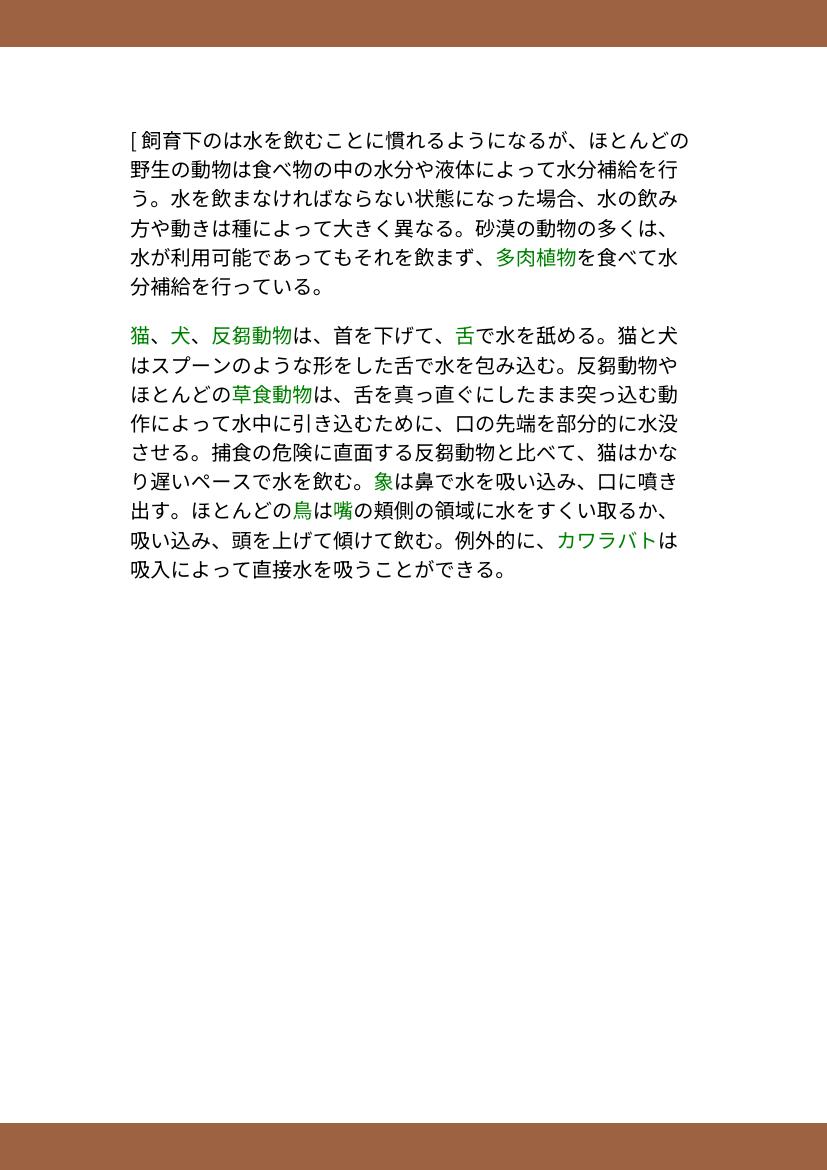 [ 飼育下のは水を飲むことに慣れるようになるが、ほとんどの
野生の動物は食べ物の中の水分や液体によって水分補給を行
う。水を飲まなければならない状態になった場合、水の飲み
方や動きは種によって大きく異なる。砂漠の動物の多くは、
水が利用可能であってもそれを飲まず、多肉植物を食べて水
分補給を行っている。
猫、犬、反芻動物は、首を下げて、舌で水を舐める。猫と犬
はスプーンのような形をした舌で水を包み込む。反芻動物や
ほとんどの草食動物は、舌を真っ直ぐにしたまま突っ込む動
作によって水中に引き込むために、口の先端を部分的に水没
させる。捕食の危険に直面する反芻動物と比べて、猫はかな
り遅いペースで水を飲む。象は鼻で水を吸い込み、口に噴き
出す。ほとんどの鳥は嘴の頬側の領域に水をすくい取るか、
吸い込み、頭を上げて傾けて飲む。例外的に、カワラバトは
吸入によって直接水を吸うことができる。